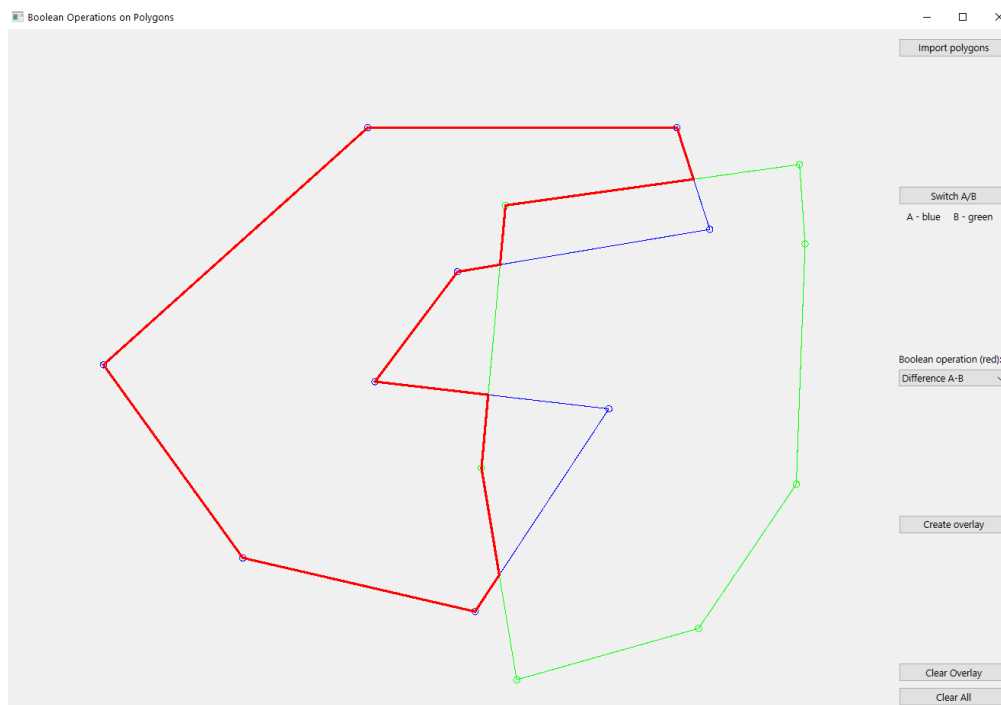 Boolean Operations on Polygons
Import polygons
Switch A/B
A - blue B - green
Boolean operation (red):
Difference A-B
Create overlay
Clear Overlay
Clear All